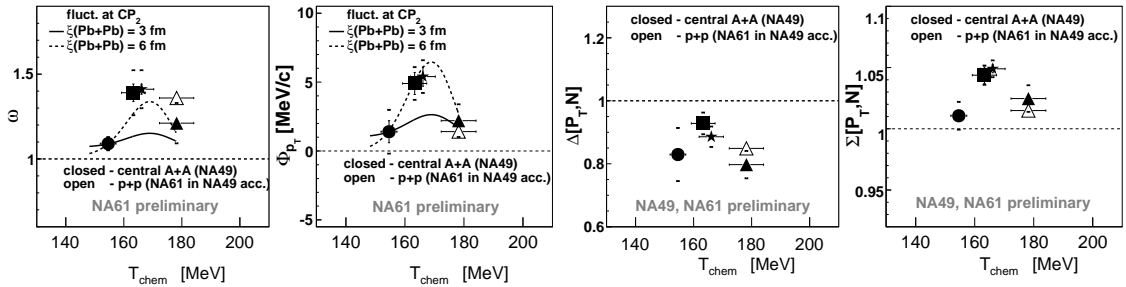 fluct. at CP₂
ξ(Pb+Pb) = 3 fm
ξ(Pb+Pb) = 6 fm
1.5
1
ω
closed - central A+A (NA49)
open - p+p (NA61 in NA49 acc.)
NA61 preliminary
140 160 180 200
T_chem [MeV]
fluct. at CP₂
ξ(Pb+Pb) = 3 fm
ξ(Pb+Pb) = 6 fm
10
5
0
-5
Φ_p_T [MeV/c]
closed - central A+A (NA49)
open - p+p (NA61 in NA49 acc.)
NA61 preliminary
140 160 180 200
T_chem [MeV]
closed - central A+A (NA49)
open - p+p (NA61 in NA49 acc.)
1.2
1
0.8
0.6
Δ[P_T,N]
NA49, NA61 preliminary
140 160 180 200
T_chem [MeV]
closed - central A+A (NA49)
open - p+p (NA61 in NA49 acc.)
1.1
1.05
1
0.95
Σ[P_T,N]
NA49, NA61 preliminary
140 160 180 200
T_chem [MeV]